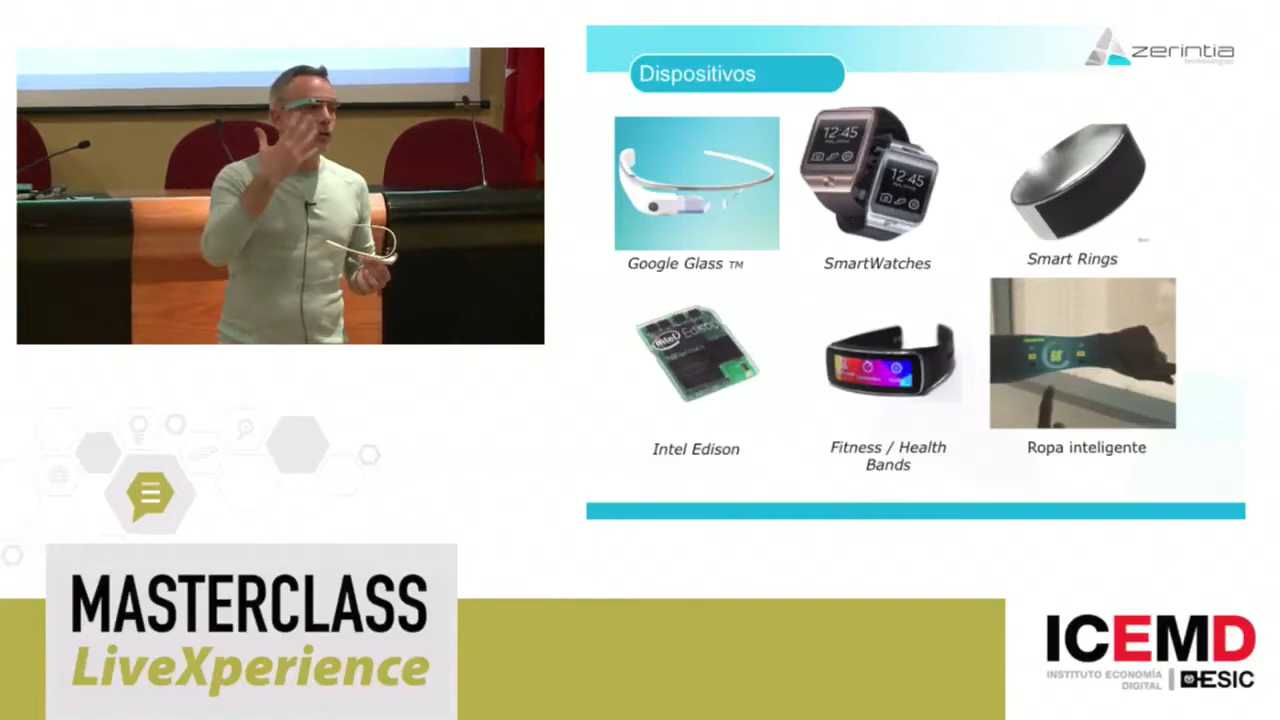 zerintia
technologies
Dispositivos
12:45
12:45
Google Glass TM
SmartWatches
Smart Rings
intel Edison
68°
Intel Edison
Fitness / Health
Bands
Ropa inteligente
MASTERCLASS
LiveXperience
ICEMD
INSTITUTO ECONOMÍA
DIGITAL
ESIC